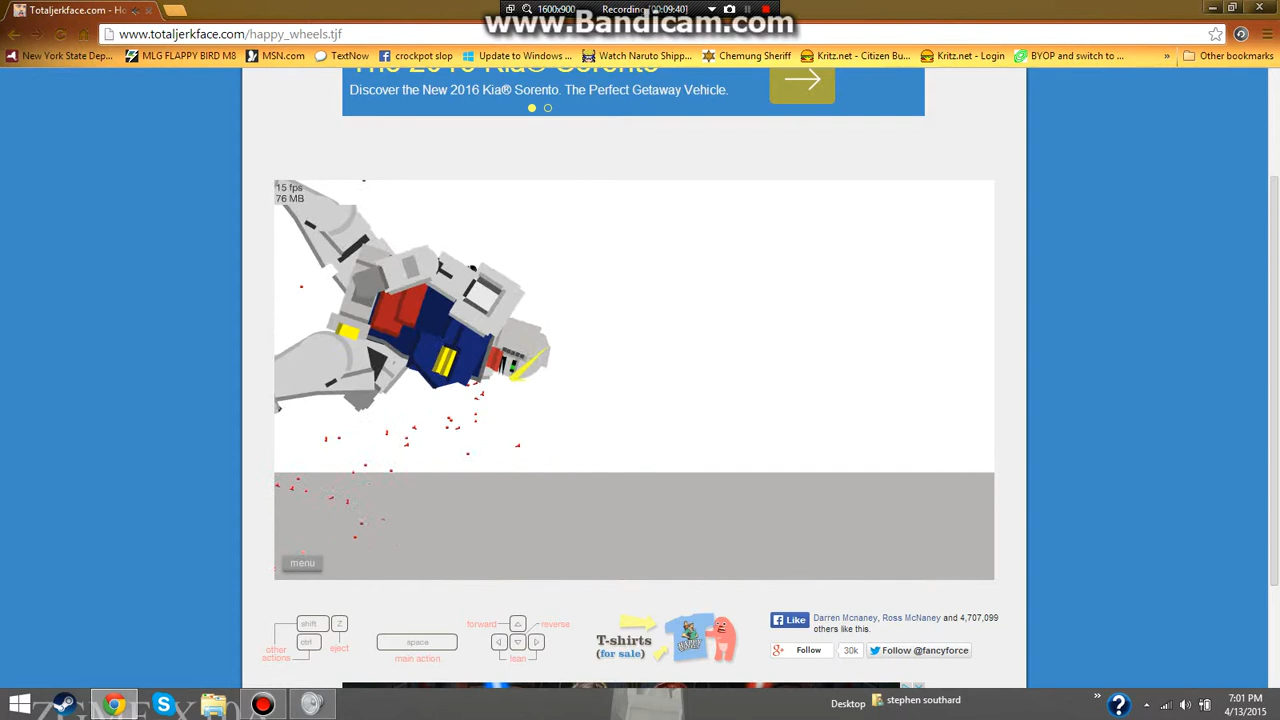 Totaljerkface.com - Ho
Recording [00:09:40]
1600x900
www.Bandicam.com
www.totaljerkface.com/happy_wheels.tjf
New York State Dep...
MLG FLAPPY BIRD M8
MSN.com
TextNow
crockpot slop
Update to Windows ...
Watch Naruto Shipp...
Chemung Sheriff
Kritz.net - Citizen Bu...
Kritz.net - Login
BYOP and switch to ...
»
Other bookmarks
The 2016 Kia® Sorento
Discover the New 2016 Kia® Sorento. The Perfect Getaway Vehicle.
15 fps
76 MB
menu
shift
Z
ctrl
other
actions
eject
space
main action
forward
reverse
lean
T-shirts
(for sale)
Like
Darren Mcnaney, Ross McNaney and 4,707,099
others like this.
Follow
30k
Follow @fancyforce
Desktop
stephen southard
»
7:01 PM
4/13/2015